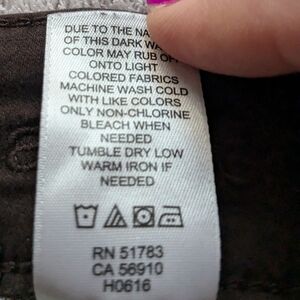 DUE TO THE
OF THIS DARK
COLOR MAY RUB OFF
ONTO LIGHT
COLORED FABRICS
MACHINE WASH COLD
WITH LIKE COLORS
ONLY NON-CHLORINE
BLEACH WHEN
NEEDED
TUMBLE DRY LOW
WARM IRON IF
NEEDED
RN 51783
CA 56910
H0616